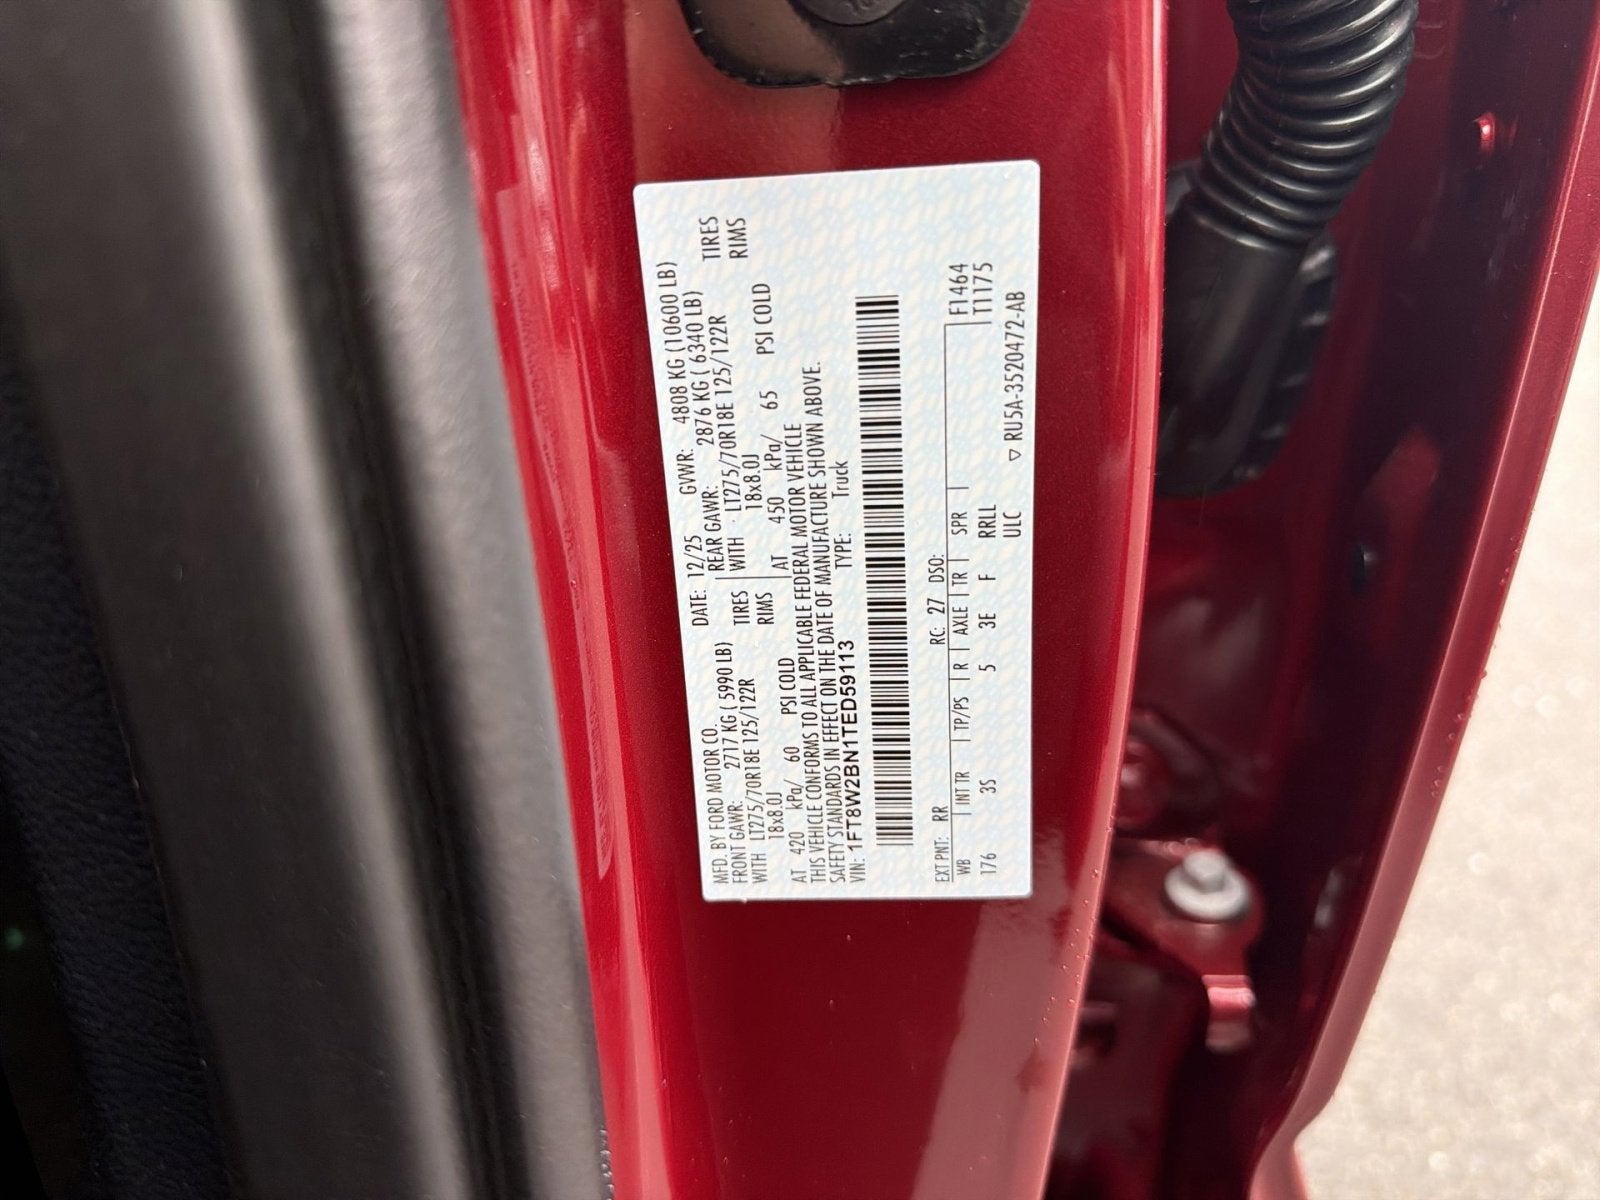 MFD. BY FORD MOTOR CO.
DATE: 12/25 GVWR: 4808 KG (10600 LB)
FRONT GAWR: 2717 KG ( 5990 LB)
REAR GAWR: 2876 KG ( 6340 LB)
WITH LT275/70R18E 125/122R TIRES
WITH LT275/70R18E 125/122R TIRES
18x8.0J RIMS
18x8.0J RIMS
AT 420 kPa/ 60 PSI COLD
AT 450 kPa/ 65 PSI COLD
THIS VEHICLE CONFORMS TO ALL APPLICABLE FEDERAL MOTOR VEHICLE
SAFETY STANDARDS IN EFFECT ON THE DATE OF MANUFACTURE SHOWN ABOVE.
VIN: 1FT8W2BN1TED59113 TYPE: Truck
EXT PNT: RR RC: 27 DSO: F1464
WB INT TR TP/PS R AXLE TR SPR T1175
176 3S 5 3E F RRLL
ULC ▽ RU5A-3520472-AB